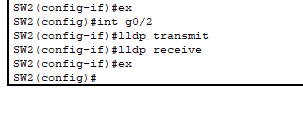 SW2(config-if)#ex
SW2(config)#int g0/2
SW2(config-if)#lldp transmit
SW2(config-if)#lldp receive
SW2(config-if)#ex
SW2(config)#